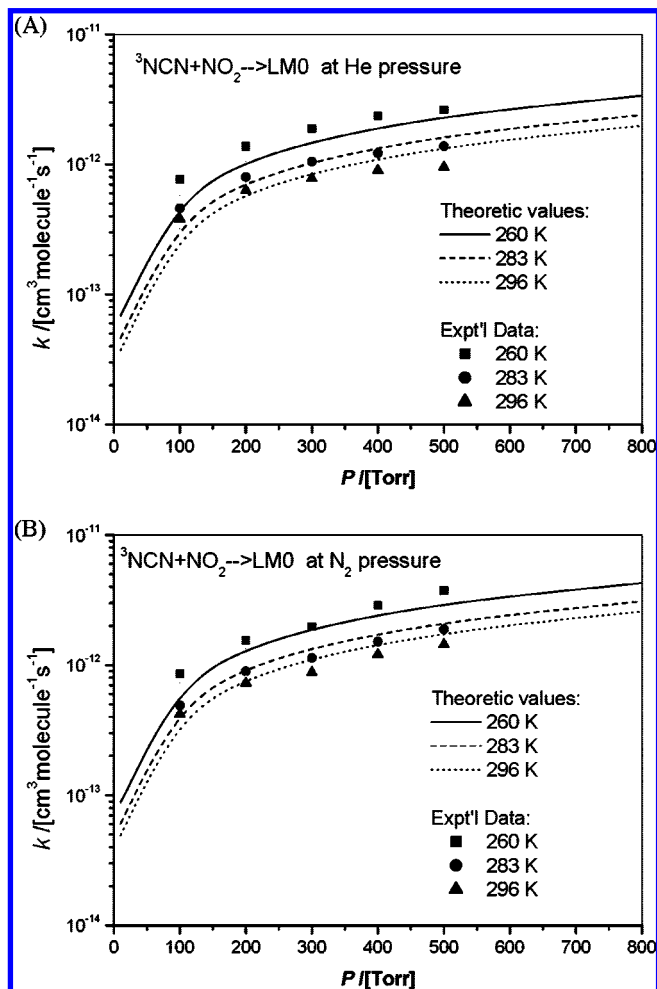 (A)
10⁻¹¹
³NCN+NO₂-->LM0 at He pressure
10⁻¹²
k /[cm³molecule⁻¹s⁻¹]
Theoretic values:
260 K
283 K
296 K
10⁻¹³
Expt'l Data:
260 K
283 K
296 K
10⁻¹⁴
0 100 200 300 400 500 600 700 800
P /[Torr]
(B)
10⁻¹¹
³NCN+NO₂-->LM0 at N₂ pressure
10⁻¹²
k /[cm³molecule⁻¹s⁻¹]
Theoretic values:
260 K
283 K
296 K
10⁻¹³
Expt'l Data:
260 K
283 K
296 K
10⁻¹⁴
0 100 200 300 400 500 600 700 800
P /[Torr]